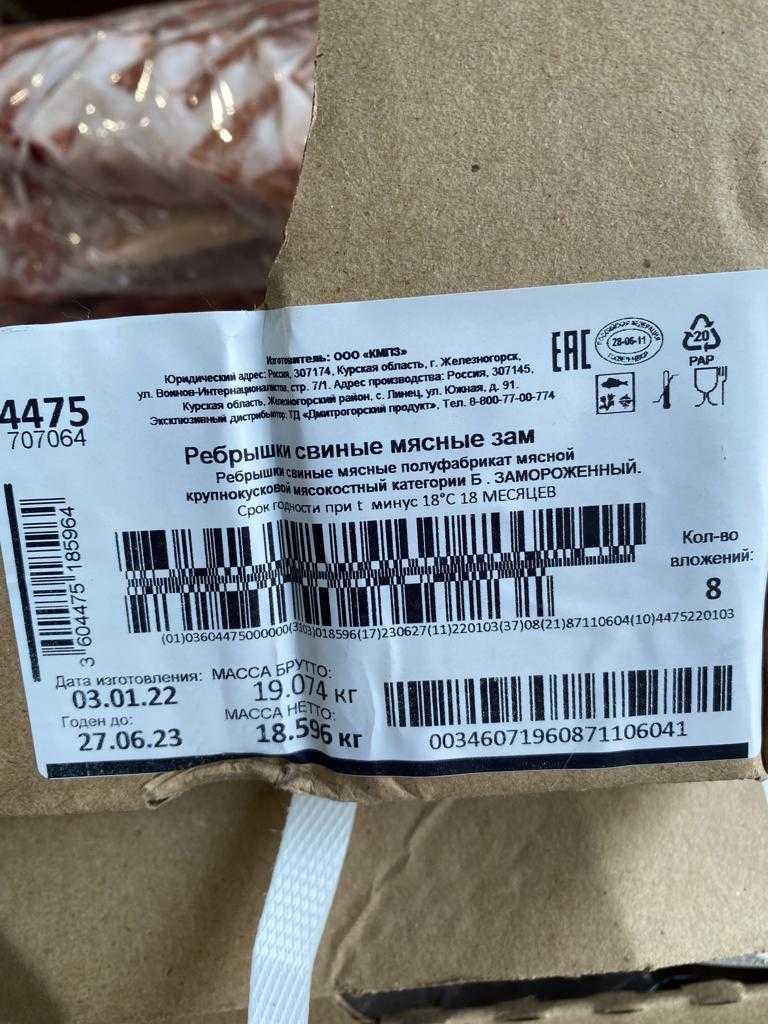 Изготовитель: ООО «КМПЗ»
Юридический адрес: Россия, 307174, Курская область, г. Железногорск,
ул. Воинов-Интернационалистов, стр. 7/1. Адрес производства: Россия, 307145,
Курская область, Железногорский район, с. Линец, ул. Южная, д. 91.
Эксклюзивный дистрибьютор: ТД «Дмитрогорский продукт», Тел. 8-800-77-00-774
EAC
РОССИЙСКАЯ ФЕДЕРАЦИЯ
28-06-11
20
PAP
4475
707064
Ребрышки свиные мясные зам
Ребрышки свиные мясные полуфабрикат мясной
крупнокусковой мясокостный категории Б . ЗАМОРОЖЕННЫЙ.
Срок годности при t минус 18°С 18 МЕСЯЦЕВ
Кол-во
вложений:
8
3 604475 185964
(01)03604475000000(3103)018596(17)230627(11)220103(37)08(21)87110604(10)4475220103
Дата изготовления:
03.01.22
Годен до:
27.06.23
МАССА БРУТТО:
19.074 кг
МАССА НЕТТО:
18.596 кг
00346071960871106041